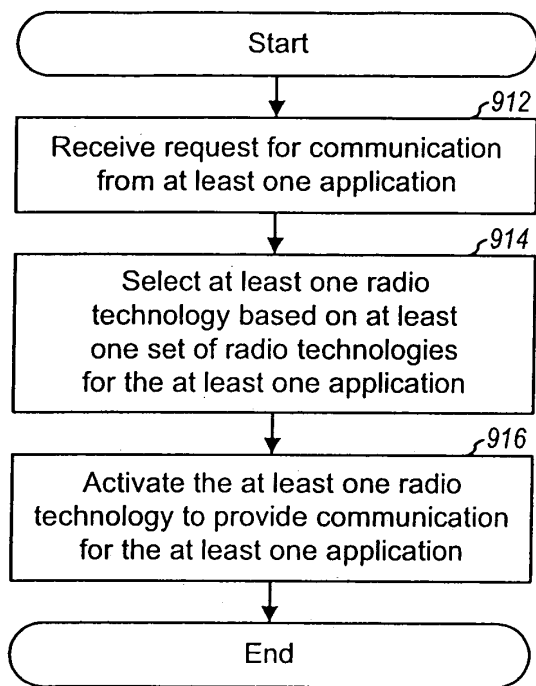 Start
912
Receive request for communication
from at least one application
914
Select at least one radio
technology based on at least
one set of radio technologies
for the at least one application
916
Activate the at least one radio
technology to provide communication
for the at least one application
End